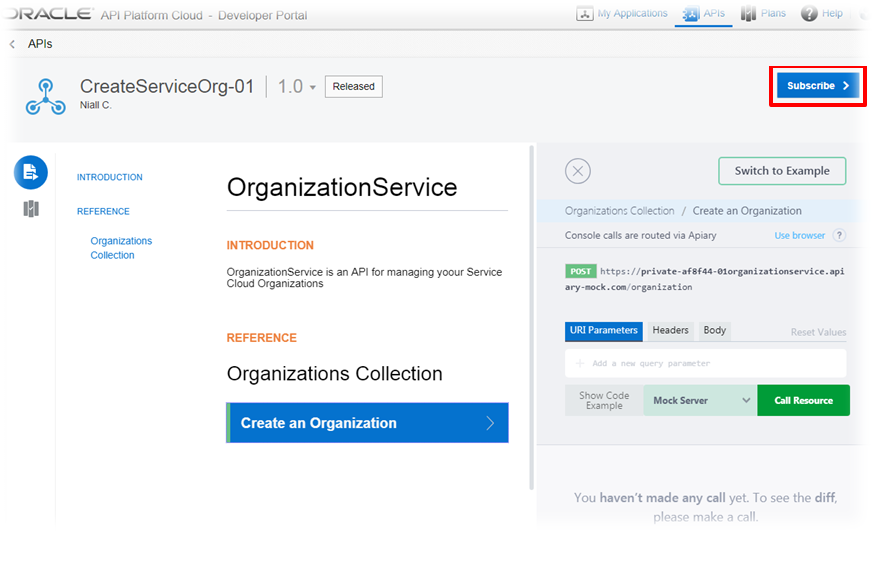 ORACLE API Platform Cloud - Developer Portal My Applications APIs Plans Help
APIs
CreateServiceOrg-01 1.0 Released
Niall C.
Subscribe
INTRODUCTION
REFERENCE
Organizations
Collection
OrganizationService
INTRODUCTION
OrganizationService is an API for managing your Service
Cloud Organizations
REFERENCE
Organizations Collection
Create an Organization
Switch to Example
Organizations Collection / Create an Organization
Console calls are routed via Apiary Use browser ?
POST https://private-af8f44-01organizationservice.api
ary-mock.com/organization
URI Parameters Headers Body Reset Values
Add a new query parameter
Show Code
Example
Mock Server
Call Resource
You haven't made any call yet. To see the diff,
please make a call.